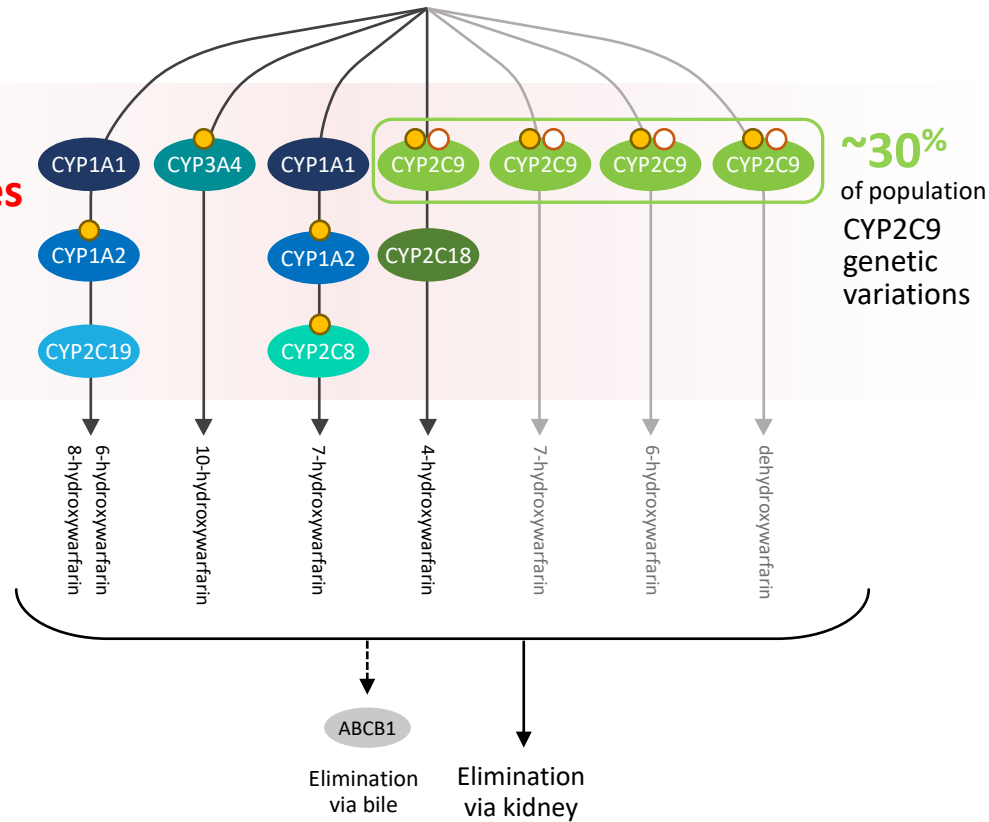 CYP1A1
CYP3A4
CYP1A1
CYP2C9
CYP2C9
CYP2C9
CYP2C9
~30%
of population
CYP2C9
genetic
variations
es
CYP1A2
CYP1A2
CYP2C18
CYP2C19
CYP2C8
8-hydroxywarfarin
6-hydroxywarfarin
10-hydroxywarfarin
7-hydroxywarfarin
4-hydroxywarfarin
7-hydroxywarfarin
6-hydroxywarfarin
dehydroxywarfarin
ABCB1
Elimination
via bile
Elimination
via kidney